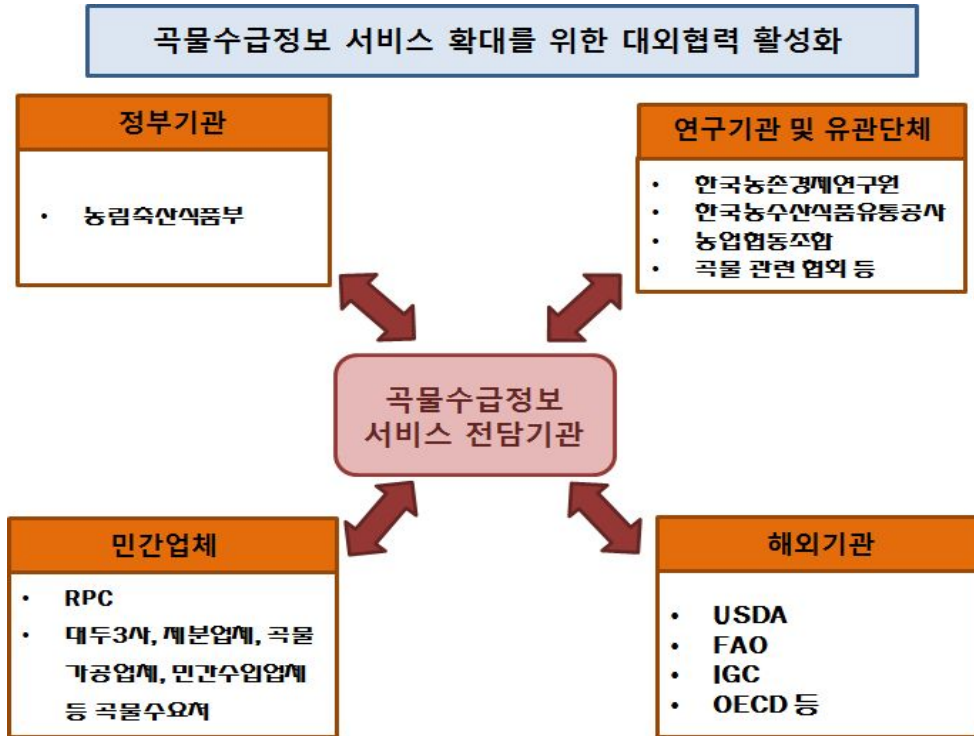 곡물수급정보 서비스 확대를 위한 대외협력 활성화
정부기관
• 농림축산식품부
연구기관 및 유관단체
• 한국농촌경제연구원
• 한국농수산식품유통공사
• 농업협동조합
• 곡물 관련 협회 등
곡물수급정보
서비스 전담기관
민간업체
• RPC
• 대두3사, 제분업체, 곡물
가공업체, 민간수입업체
등 곡물수요처
해외기관
• USDA
• FAO
• IGC
• OECD 등